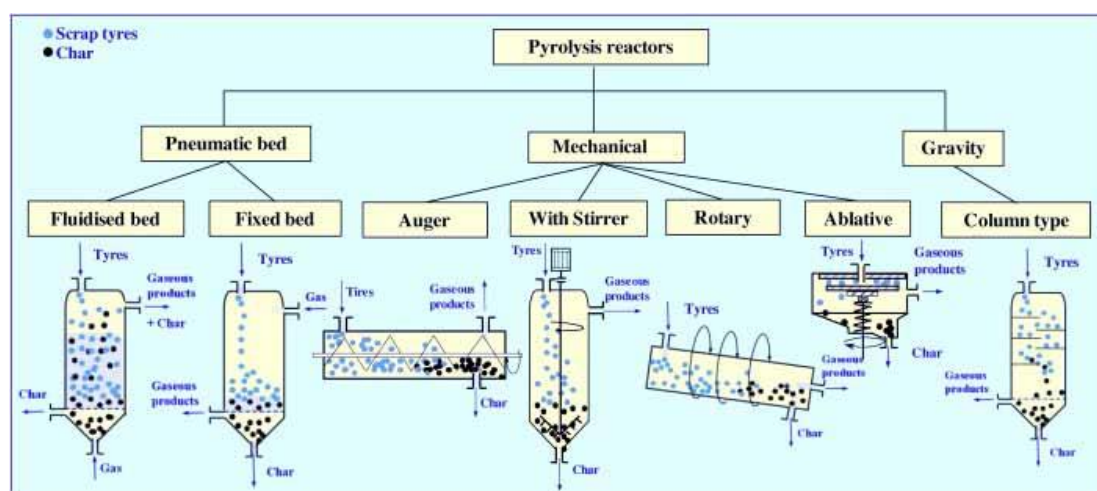 Scrap tyres
Char
Pyrolysis reactors
Pneumatic bed
Mechanical
Gravity
Fluidised bed
Fixed bed
Auger
With Stirrer
Rotary
Ablative
Column type
Tyres
Gaseous
products
+ Char
Char
Gas
Tyres
Gas
Gaseous
products
Char
Tires
Gaseous
products
Char
Tyres
Gaseous
products
Char
Tyres
Gaseous
products
Char
Tyres
Gaseous
products
Char
Tyres
Gaseous
products
Char